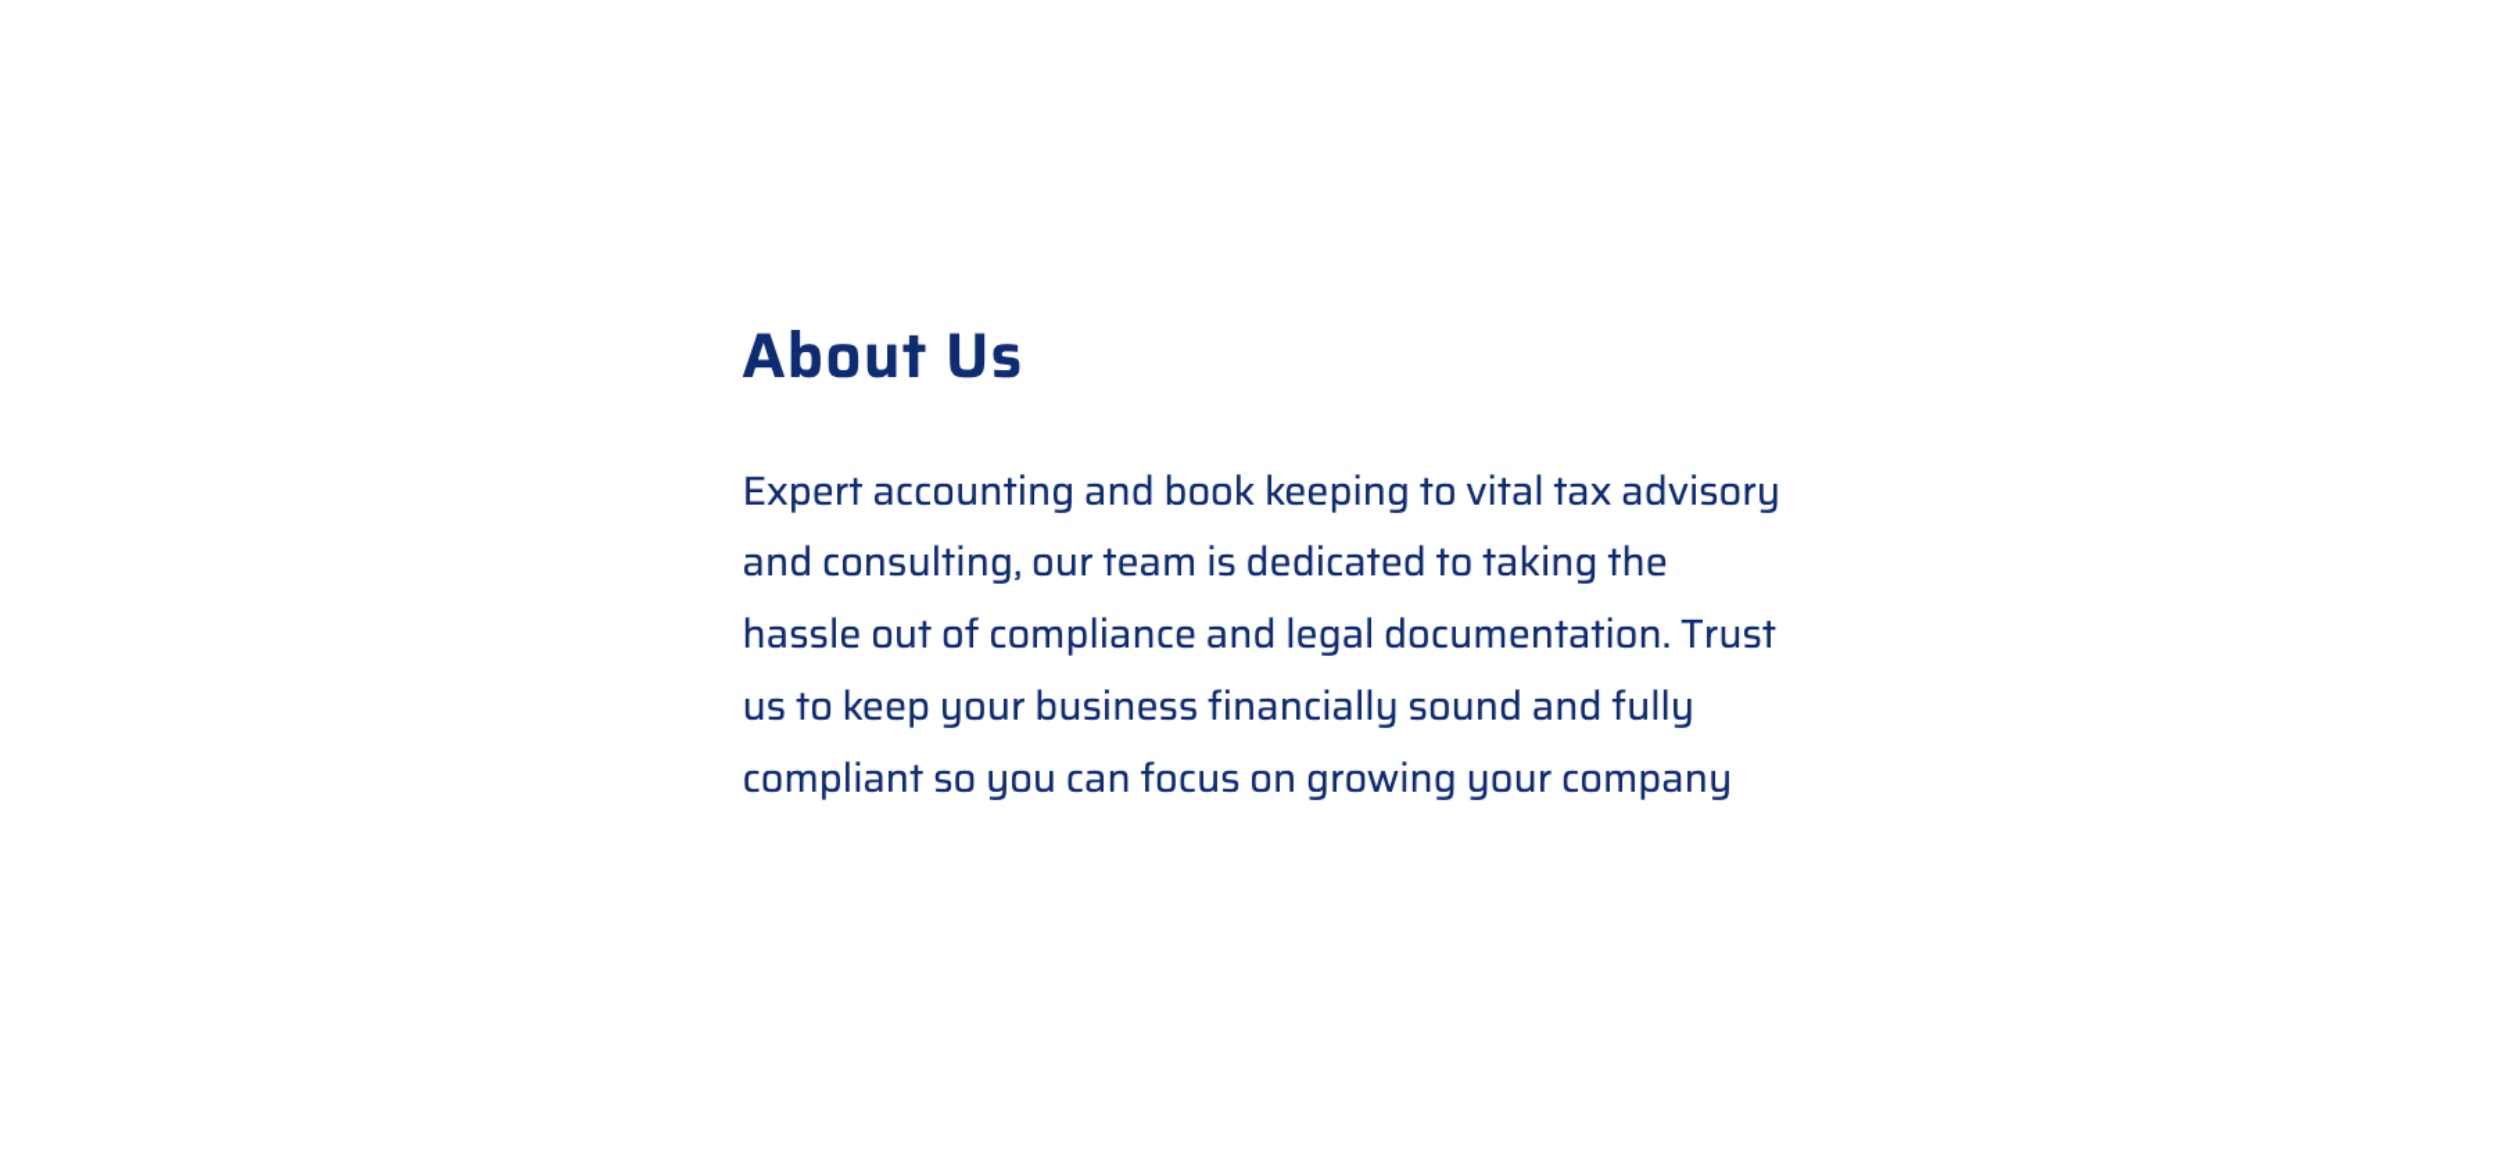 About Us
Expert accounting and book keeping to vital tax advisory
and consulting, our team is dedicated to taking the
hassle out of compliance and legal documentation. Trust
us to keep your business financially sound and fully
compliant so you can focus on growing your company